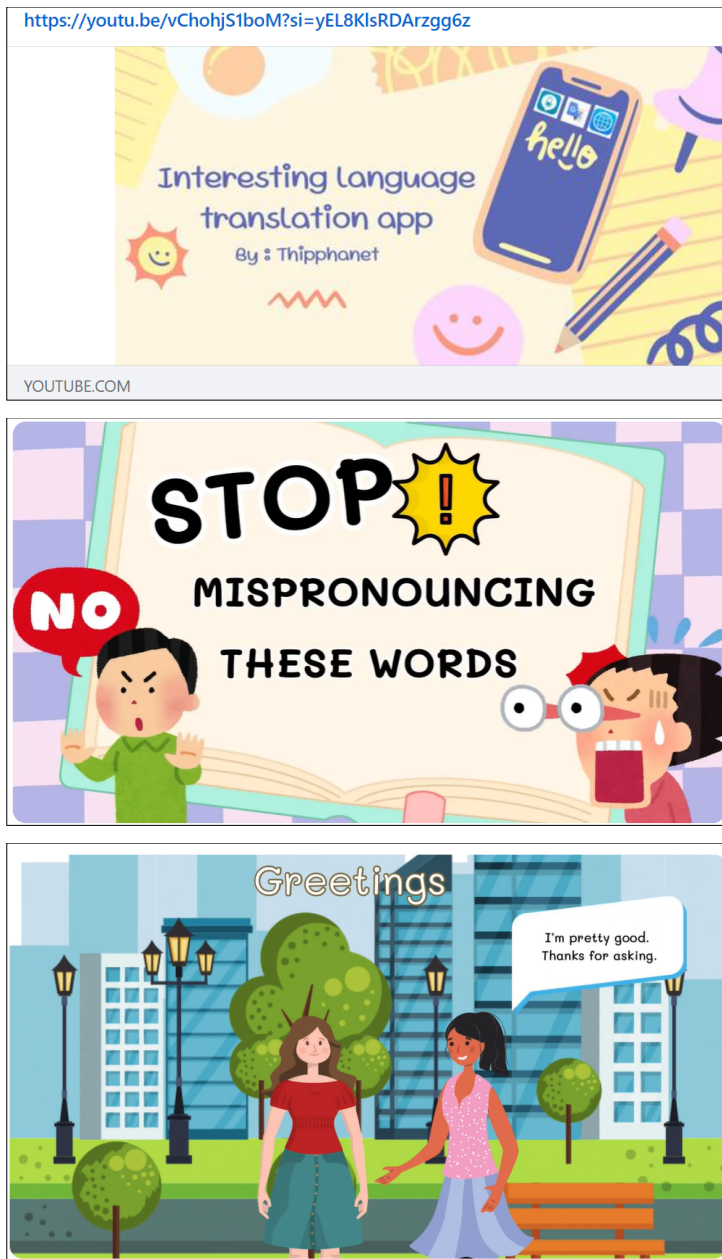 https://youtu.be/vChohjS1boM?si=yEL8KlsRDArzgg6z
hello
Interesting language
translation app
By : Thipphanet
YOUTUBE.COM
STOP!
NO
MISPRONOUNCING
THESE WORDS
Greetings
I'm pretty good.
Thanks for asking.